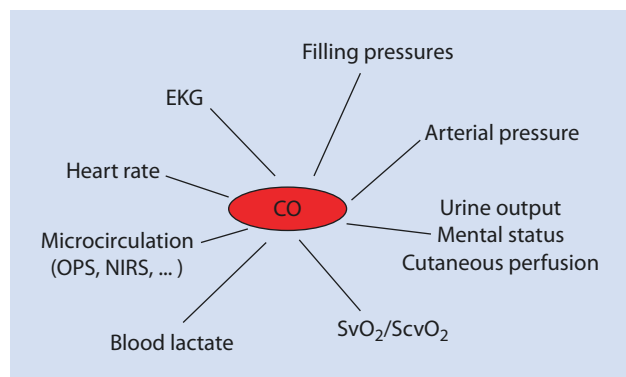 Filling pressures
EKG
Arterial pressure
Heart rate
CO
Urine output
Mental status
Cutaneous perfusion
Microcirculation
(OPS, NIRS, ... )
SvO₂/ScvO₂
Blood lactate